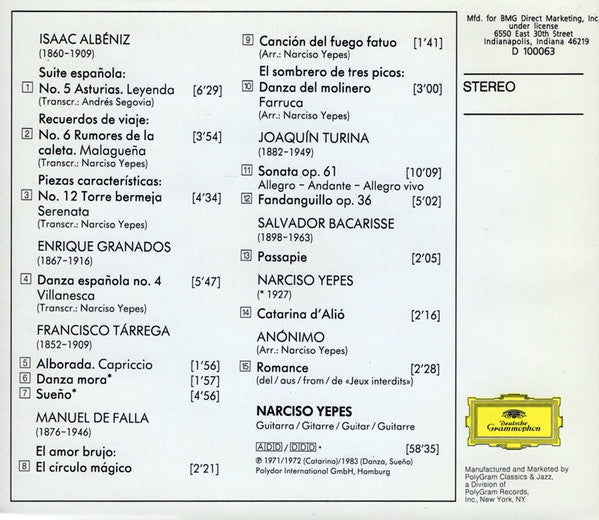 ISAAC ALBÉNIZ
(1860-1909)
Suite española:
1 No. 5 Asturias. Leyenda [6'29]
(Transcr.: Andrés Segovia)
Recuerdos de viaje:
2 No. 6 Rumores de la [3'54]
caleta. Malagueña
(Transcr.: Narciso Yepes)
Piezas características:
3 No. 12 Torre bermeja [4'34]
Serenata
(Transcr.: Narciso Yepes)
ENRIQUE GRANADOS
(1867-1916)
4 Danza española no. 4 [5'47]
Villanesca
(Transcr.: Narciso Yepes)
FRANCISCO TÁRREGA
(1852-1909)
5 Alborada. Capriccio [1'56]
6 Danza mora* [1'57]
7 Sueño* [4'56]
MANUEL DE FALLA
(1876-1946)
El amor brujo:
8 El círculo mágico [2'21]
9 Canción del fuego fatuo [1'41]
(Arr.: Narciso Yepes)
El sombrero de tres picos:
10 Danza del molinero [3'00]
Farruca
(Arr.: Narciso Yepes)
JOAQUÍN TURINA
(1882-1949)
11 Sonata op. 61 [10'09]
Allegro – Andante – Allegro vivo
12 Fandanguillo op. 36 [5'02]
SALVADOR BACARISSE
(1898-1963)
13 Passapie [2'05]
NARCISO YEPES
(* 1927)
14 Catarina d'Alió [2'16]
ANÓNIMO
(Arr.: Narciso Yepes)
15 Romance [2'28]
(del/aus/from/de «Jeux interdits»)
NARCISO YEPES
Guitarra/Gitarre/Guitar/Guitarre
ADD/DDD* [58'35]
℗ 1971/1972 (Catarina)/1983 (Danza, Sueño)
Polydor International GmbH, Hamburg
Mfd. for BMG Direct Marketing, Inc
under license
6550 East 30th Street
Indianapolis, Indiana 46219
D 100063
STEREO
Deutsche
Grammophon
Manufactured and Marketed by
PolyGram Classics & Jazz,
a Division of
PolyGram Records,
Inc., New York, NY.